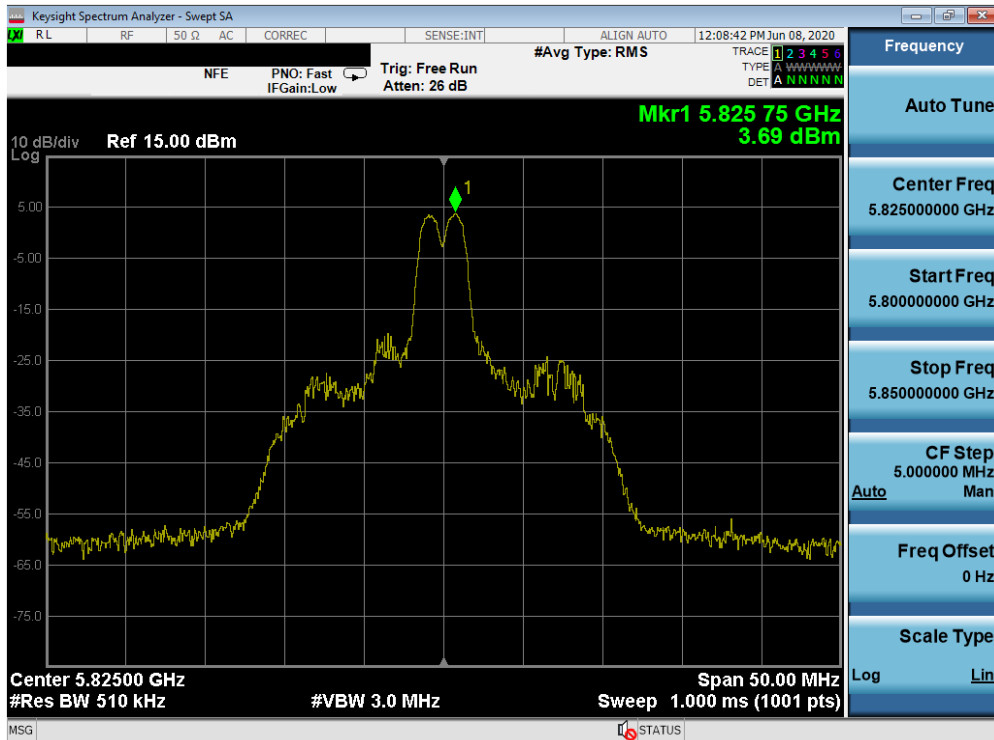 Keysight Spectrum Analyzer - Swept SA
LXI RL RF 50 Ω AC CORREC SENSE:INT ALIGN AUTO 12:08:42 PM Jun 08, 2020
NFE PNO: Fast Trig: Free Run #Avg Type: RMS TRACE 1 2 3 4 5 6
IFGain:Low Atten: 26 dB TYPE A WWWWW
DET A N N N N N
Mkr1 5.825 75 GHz
3.69 dBm
10 dB/div Ref 15.00 dBm
Log
1
5.00
-5.00
-15.0
-25.0
-35.0
-45.0
-55.0
-65.0
-75.0
Center 5.82500 GHz Span 50.00 MHz
#Res BW 510 kHz #VBW 3.0 MHz Sweep 1.000 ms (1001 pts)
MSG STATUS
Frequency
Auto Tune
Center Freq
5.825000000 GHz
Start Freq
5.800000000 GHz
Stop Freq
5.850000000 GHz
CF Step
5.000000 MHz
Auto Man
Freq Offset
0 Hz
Scale Type
Log Lin